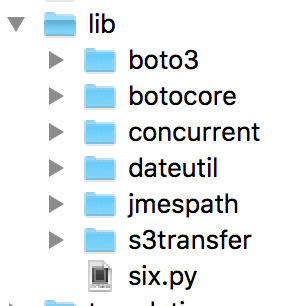 lib
boto3
botocore
concurrent
dateutil
jmespath
s3transfer
six.py